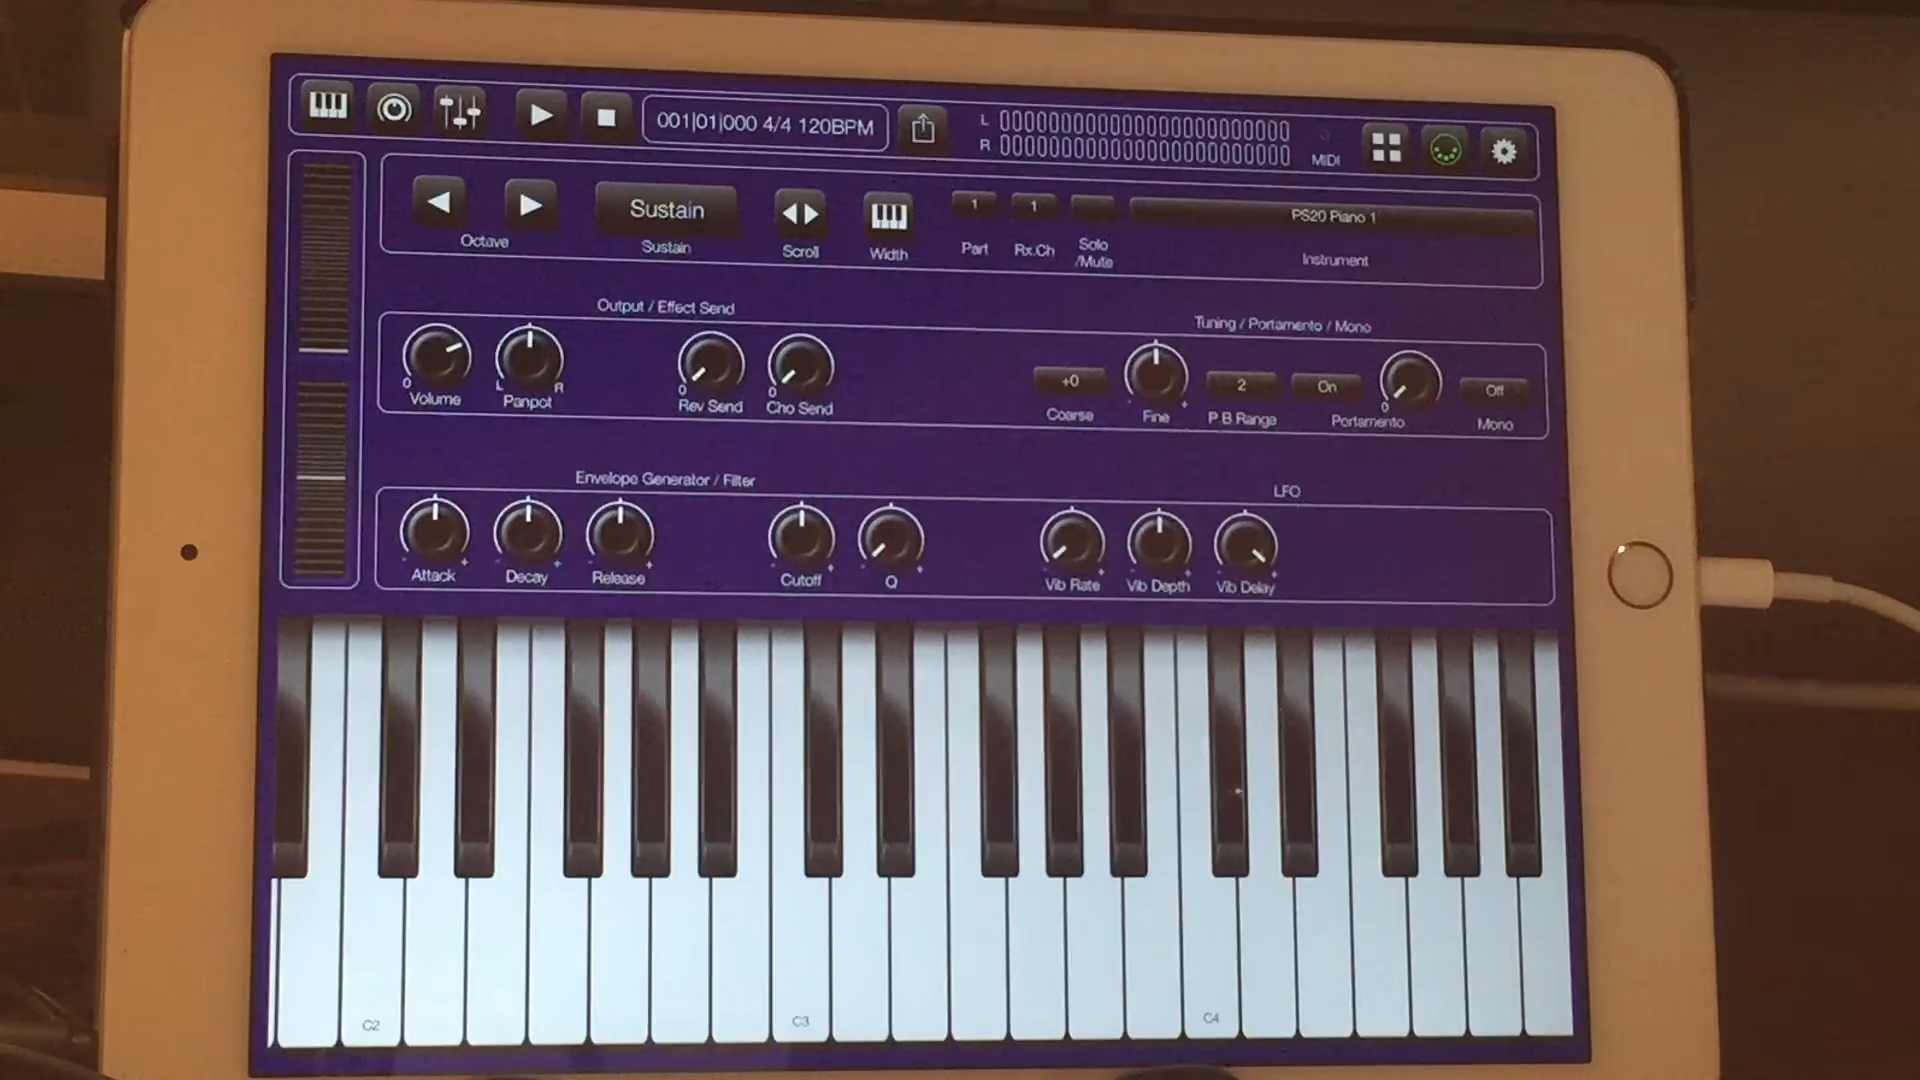 001|01|000 4/4 120BPM
L
R
MIDI
Octave
Sustain
Sustain
Scroll
Width
1
Part
1
Rx.Ch
Solo
/Mute
PS20 Piano 1
Instrument
Output / Effect Send
0
Volume
L
R
Panpot
0
Rev Send
0
Cho Send
Tuning / Portamento / Mono
+0
Coarse
- +
Fine
2
P.B.Range
On
0
Portamento
Off
Mono
Envelope Generator / Filter
- +
Attack
- +
Decay
- +
Release
- +
Cutoff
- +
Q
LFO
- +
Vib Rate
- +
Vib Depth
- +
Vib Delay
C2
C3
C4